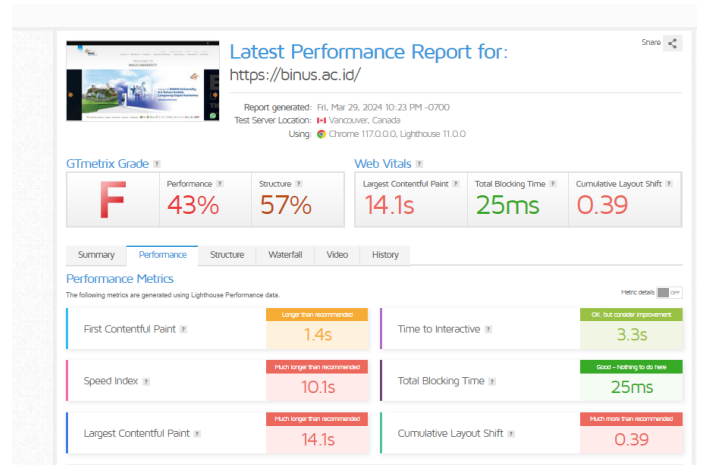 Latest Performance Report for:
Share
https://binus.ac.id/
Report generated: Fri, Mar 29, 2024 10:23 PM -0700
Test Server Location: Vancouver, Canada
Using: Chrome 117.0.0.0, Lighthouse 11.0.0
GTmetrix Grade ?
Web Vitals ?
F
Performance ?
43%
Structure ?
57%
Largest Contentful Paint ?
14.1s
Total Blocking Time ?
25ms
Cumulative Layout Shift ?
0.39
Summary Performance Structure Waterfall Video History
Performance Metrics
The following metrics are generated using Lighthouse Performance data.
Metric details OFF
First Contentful Paint ?
Longer than recommended
1.4s
Time to Interactive ?
OK, but consider improvement
3.3s
Speed Index ?
Much longer than recommended
10.1s
Total Blocking Time ?
Good - Nothing to do here
25ms
Largest Contentful Paint ?
Much longer than recommended
14.1s
Cumulative Layout Shift ?
Much more than recommended
0.39